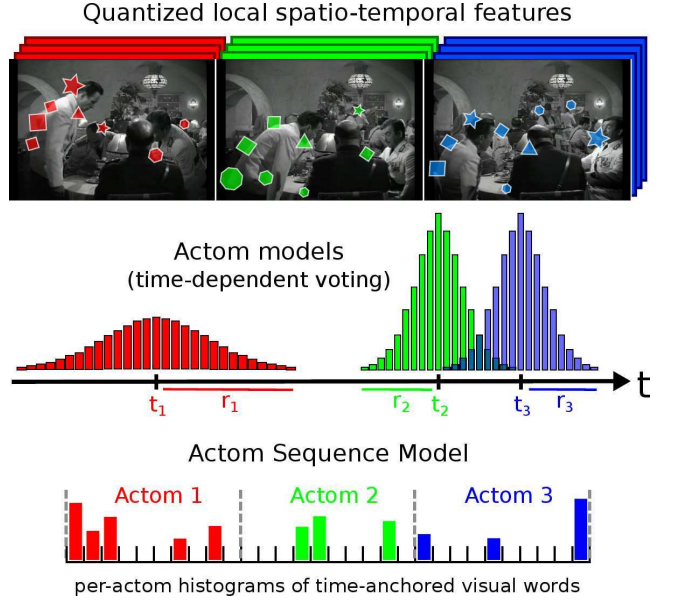 Quantized local spatio-temporal features
Actom models
(time-dependent voting)
t
t1 r1 r2 t2 t3 r3
Actom Sequence Model
Actom 1 Actom 2 Actom 3
per-actom histograms of time-anchored visual words